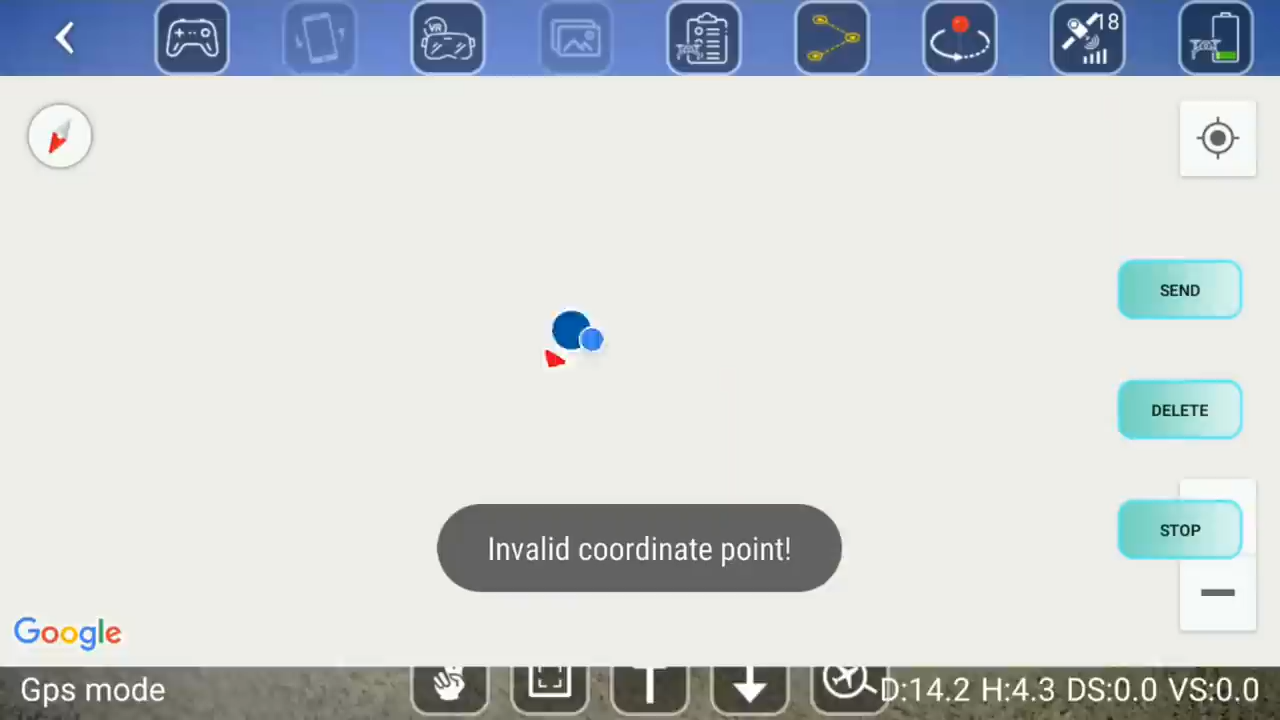 VR
18
SEND
DELETE
STOP
Invalid coordinate point!
Google
Gps mode
D:14.2 H:4.3 DS:0.0 VS:0.0